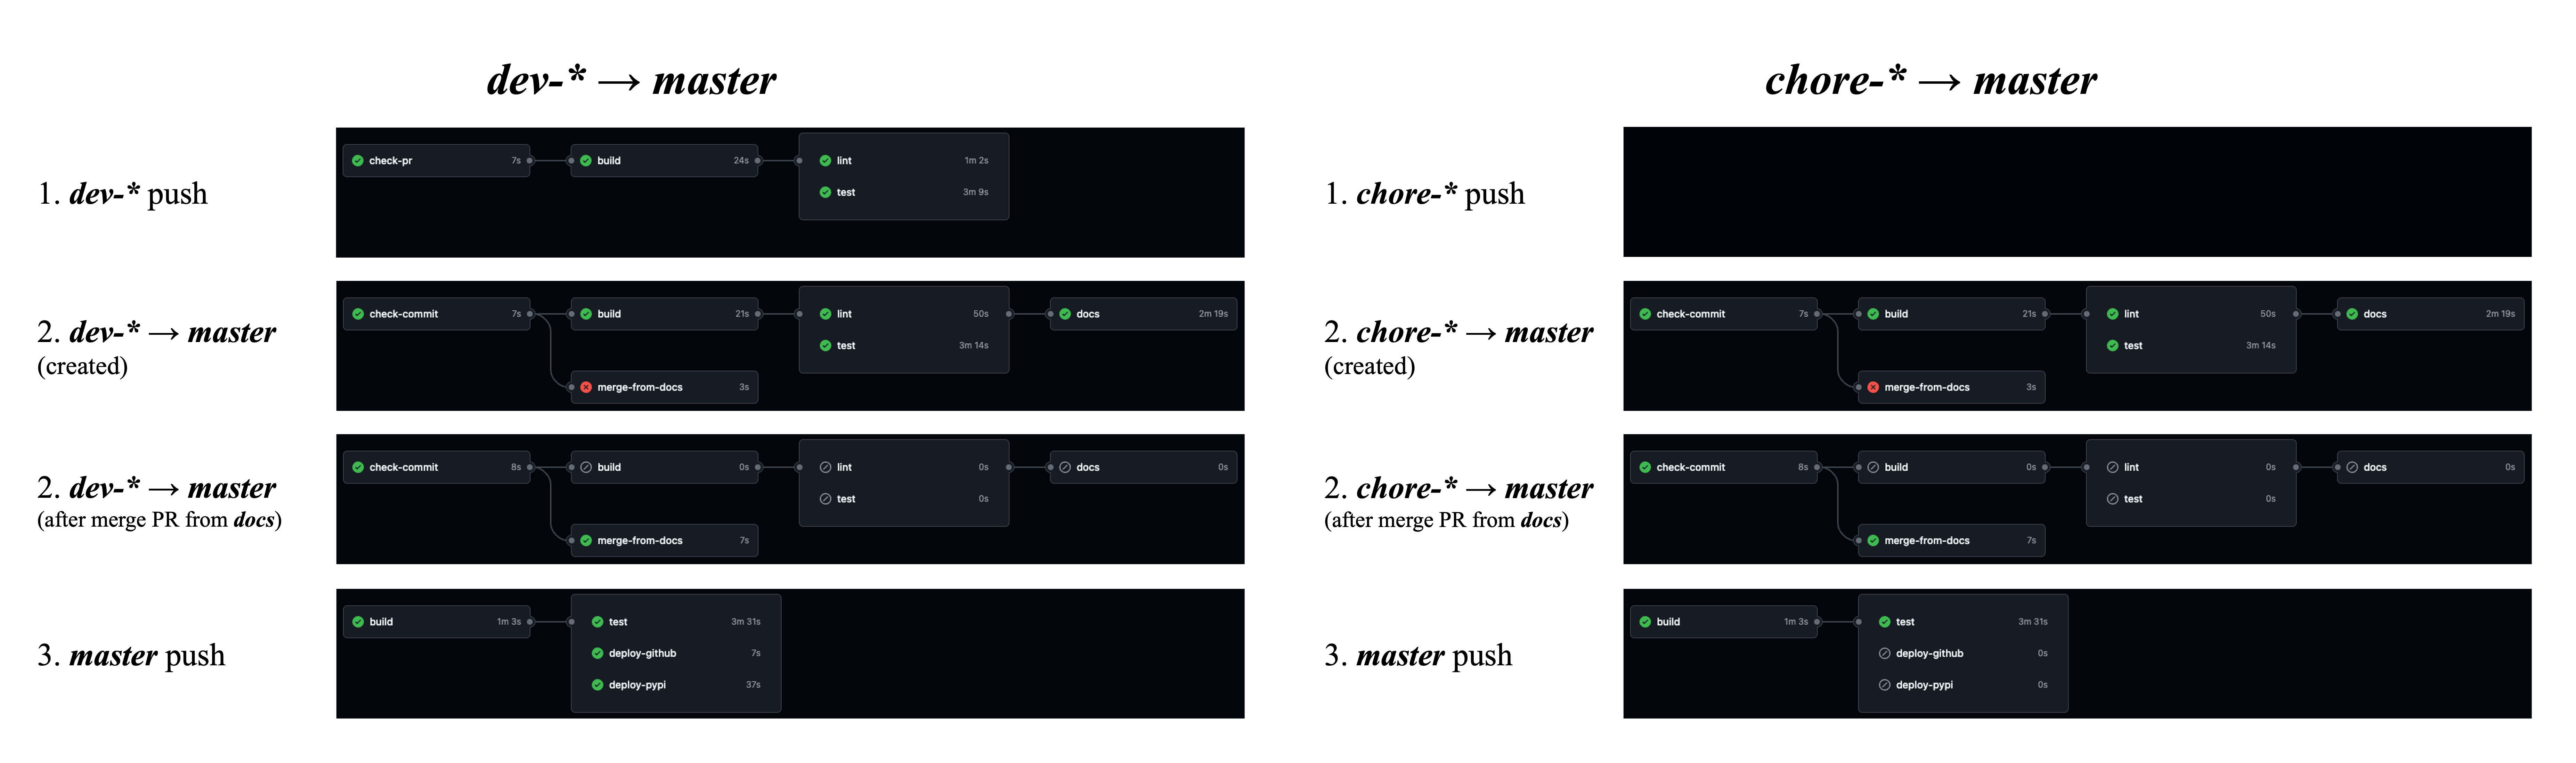 dev-* → master
1. dev-* push
check-pr 7s
build 24s
lint 1m 2s
test 3m 9s
2. dev-* → master
(created)
check-commit 7s
build 21s
lint 50s
test 3m 14s
docs 2m 19s
merge-from-docs 3s
2. dev-* → master
(after merge PR from docs)
check-commit 8s
build 0s
lint 0s
test 0s
docs 0s
merge-from-docs 7s
3. master push
build 1m 3s
test 3m 31s
deploy-github 7s
deploy-pypi 37s
chore-* → master
1. chore-* push
2. chore-* → master
(created)
check-commit 7s
build 21s
lint 50s
test 3m 14s
docs 2m 19s
merge-from-docs 3s
2. chore-* → master
(after merge PR from docs)
check-commit 8s
build 0s
lint 0s
test 0s
docs 0s
merge-from-docs 7s
3. master push
build 1m 3s
test 3m 31s
deploy-github 0s
deploy-pypi 0s